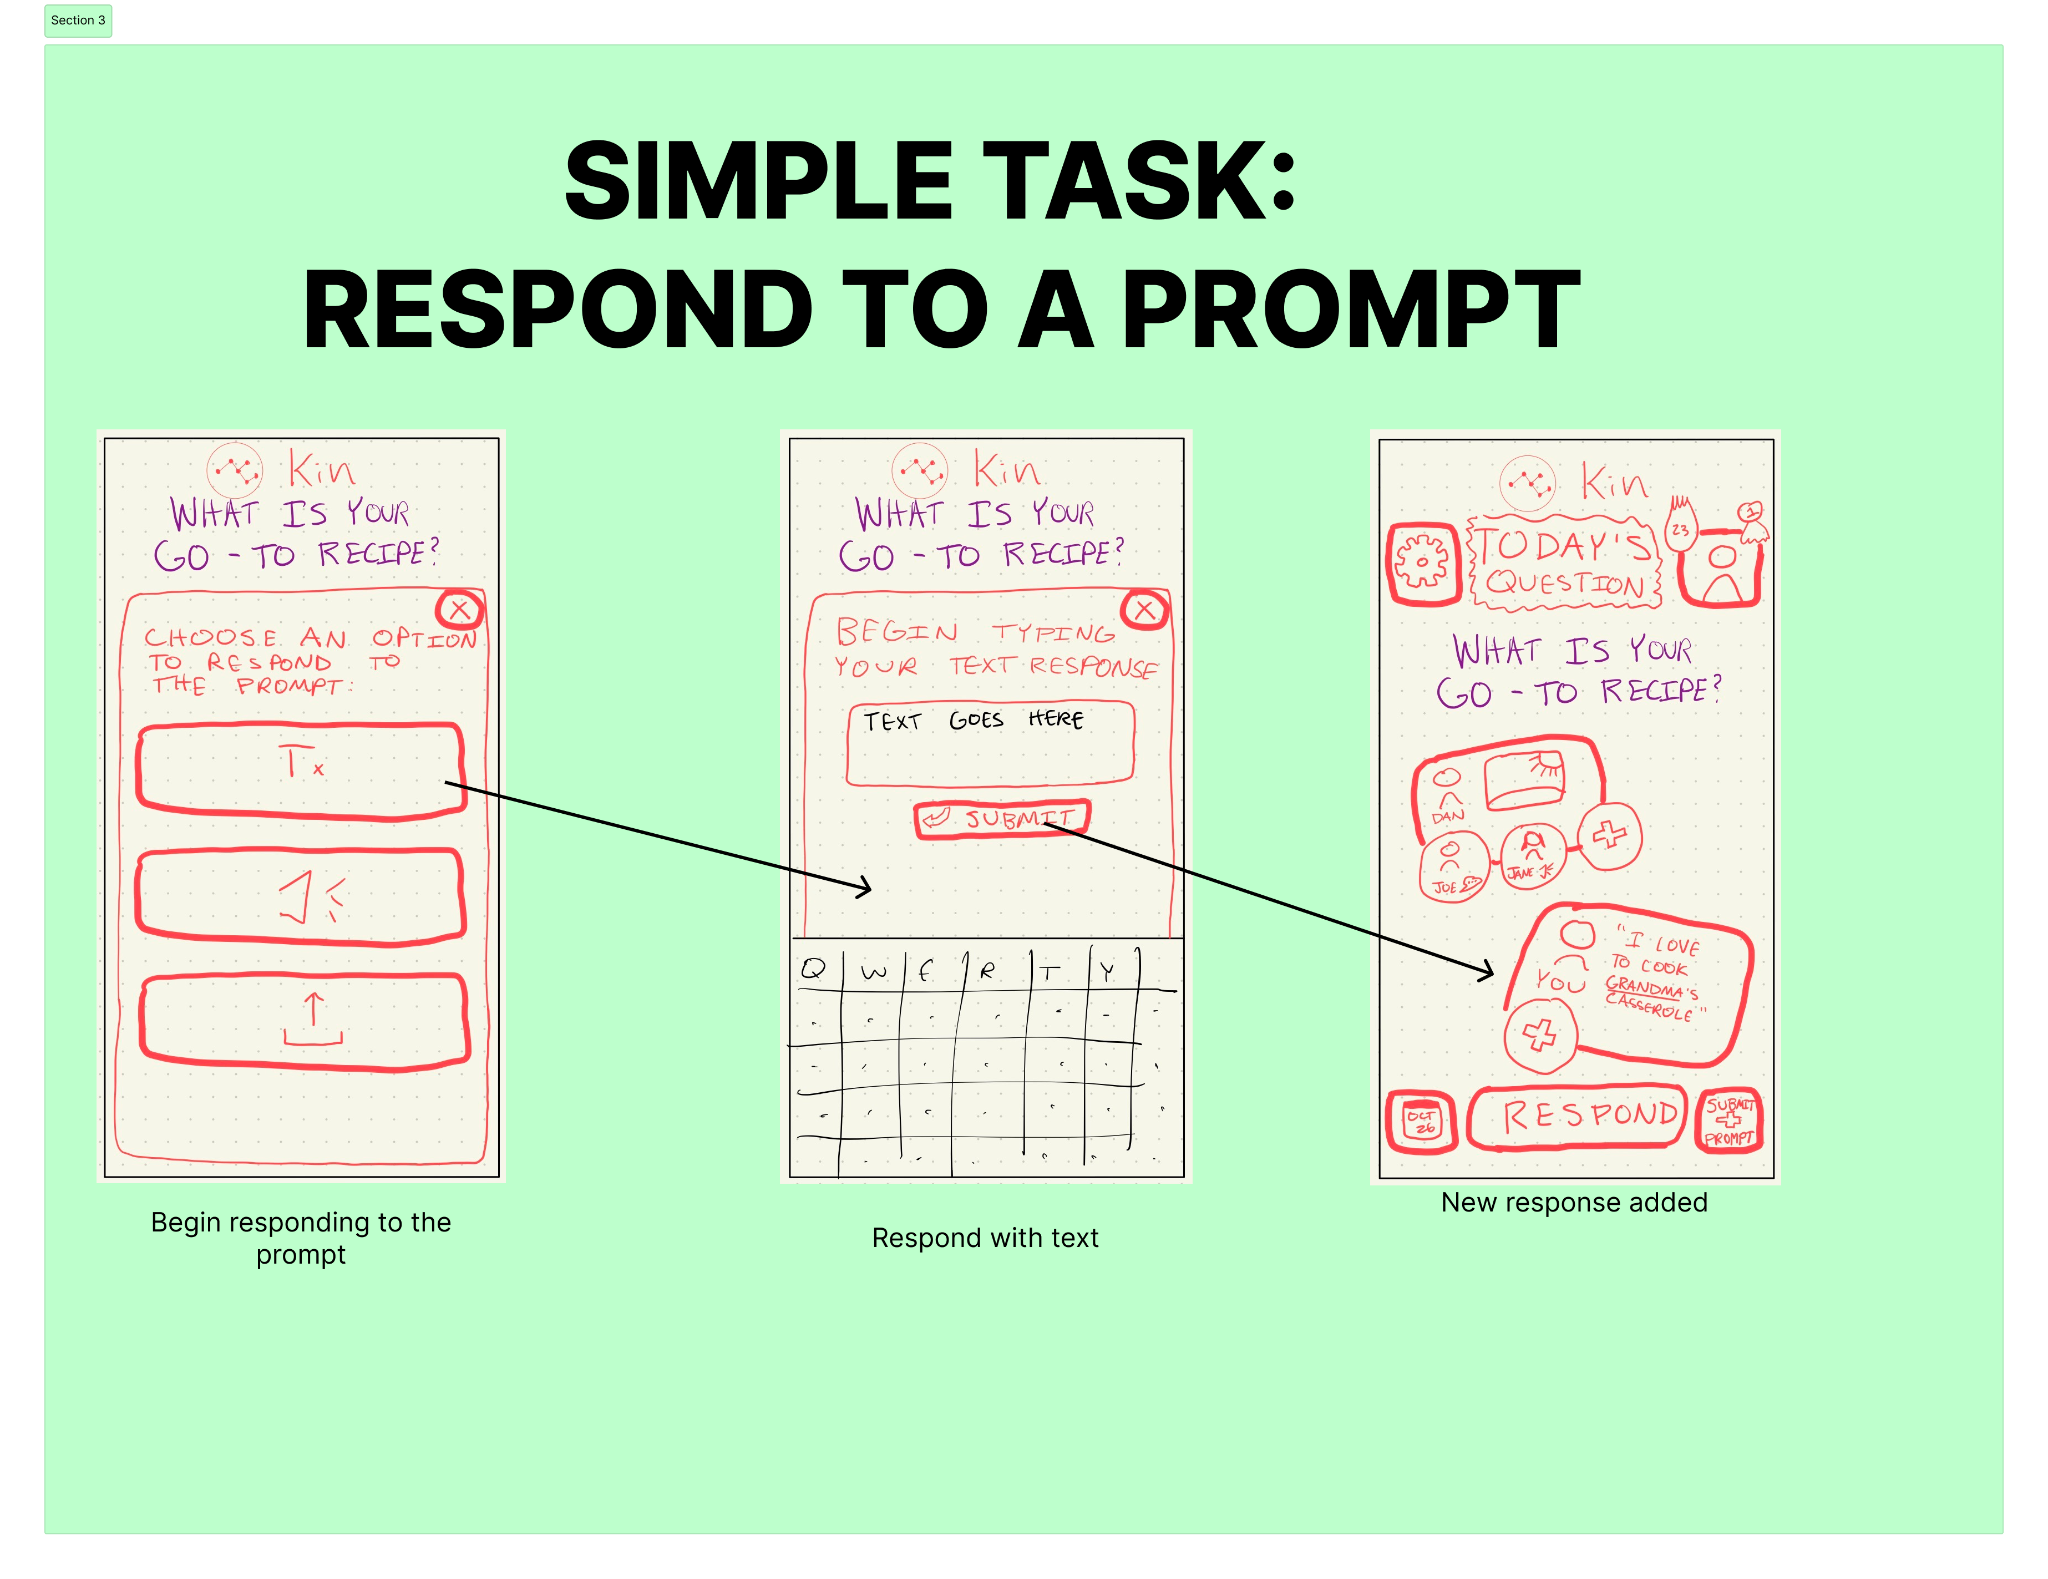 Section 3
SIMPLE TASK:
RESPOND TO A PROMPT
Kin
WHAT IS YOUR
GO - TO RECIPE?
X
CHOOSE AN OPTION
TO RESPOND TO
THE PROMPT:
Tx
Begin responding to the
prompt
Kin
WHAT IS YOUR
GO - TO RECIPE?
X
BEGIN TYPING
YOUR TEXT RESPONSE
TEXT GOES HERE
SUBMIT
Q W E R T Y
Respond with text
Kin
23
1
TODAY'S
QUESTION
WHAT IS YOUR
GO - TO RECIPE?
DAN
JOE
JANE
YOU
"I LOVE
TO COOK
GRANDMA'S
CASSEROLE"
OCT
26
RESPOND
SUBMIT
PROMPT
New response added